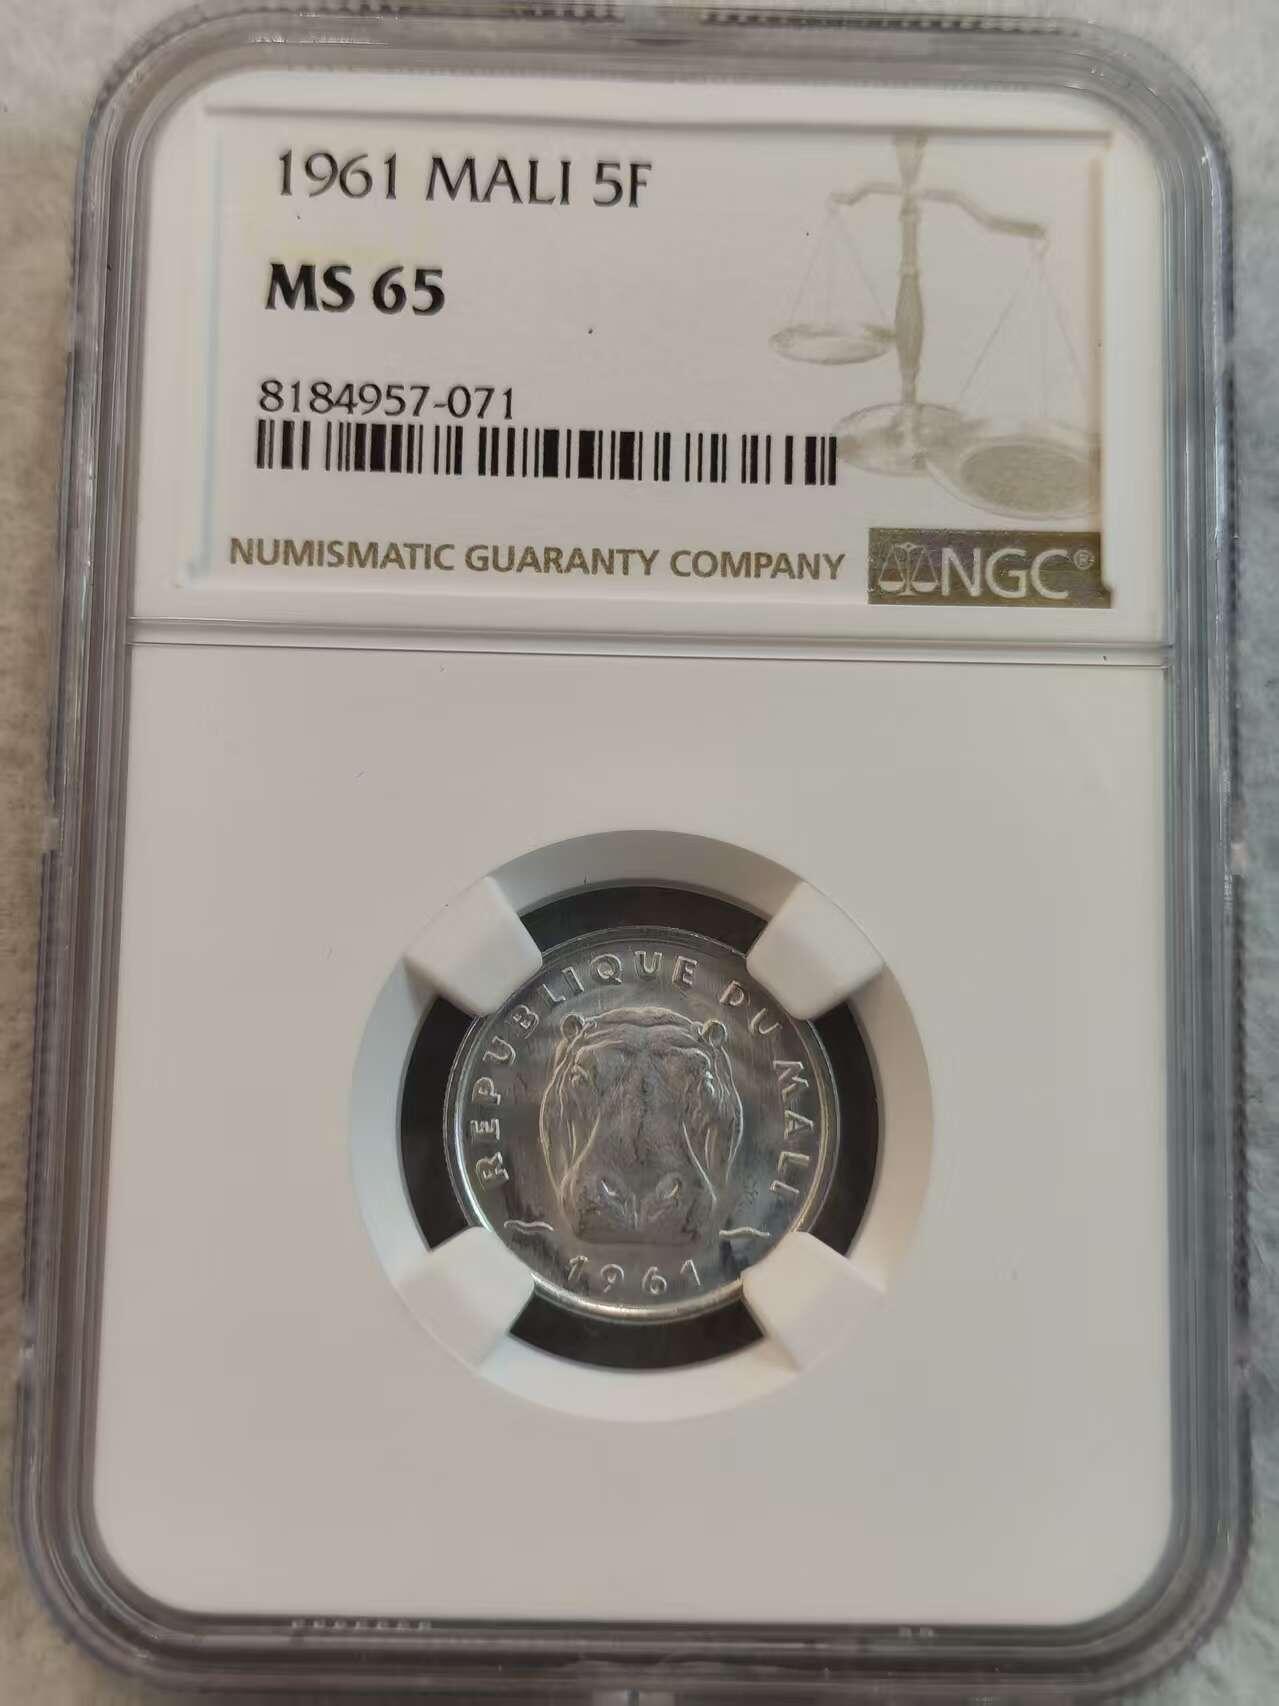 1961 MALI 5F
MS 65
8184957-071
NUMISMATIC GUARANTY COMPANY NGC®
REPUBLIQUE DU MALI
1961